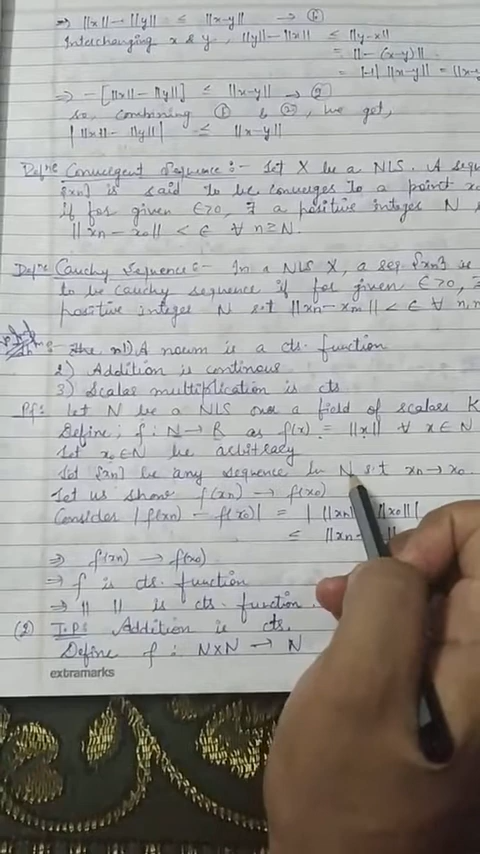 ⇒ ||x|| - ||y|| ≤ ||x-y|| → ①
Interchanging x & y, ||y|| - ||x|| ≤ ||y-x||
= ||-(x-y)||
= |-1| ||x-y|| = ||x-y
⇒ -[||x|| - ||y||] ≤ ||x-y|| → ②
so, combining ① & ②, we get,
| ||x|| - ||y|| | ≤ ||x-y||
Defne Convergent Sequence :- Let X be a NLS. A sequ
{xn} is said to be converges to a point x0
if for given ϵ>0, ∃ a positive integer N s
||xn - x0|| < ϵ ∀ n ≥ N.
Defne Cauchy Sequence :- In a NLS X, a seq {xn} is
to be cauchy sequence if for given ϵ>0, ∃
positive integer N s.t ||xn - xm|| < ϵ ∀ n, m
1) A norm is a cts. function
2) Addition is continous
3) Scalar multiplication is cts
Pf: Let N be a NLS over a field of scalars K
Define; f: N → R as f(x) = ||x|| ∀ x ∈ N
Let x0 ∈ N be arbitrary
Let {xn} be any sequence in N s.t xn → x0.
Let us show f(xn) → f(x0)
Consider |f(xn) - f(x0)| = | ||xn|| ||x0|| |
≤ ||xn -
⇒ f(xn) → f(x0)
⇒ f is cts. function
⇒ || || is cts. function.
(2) T.P: Addition is cts.
Define f: N×N → N
extramarks